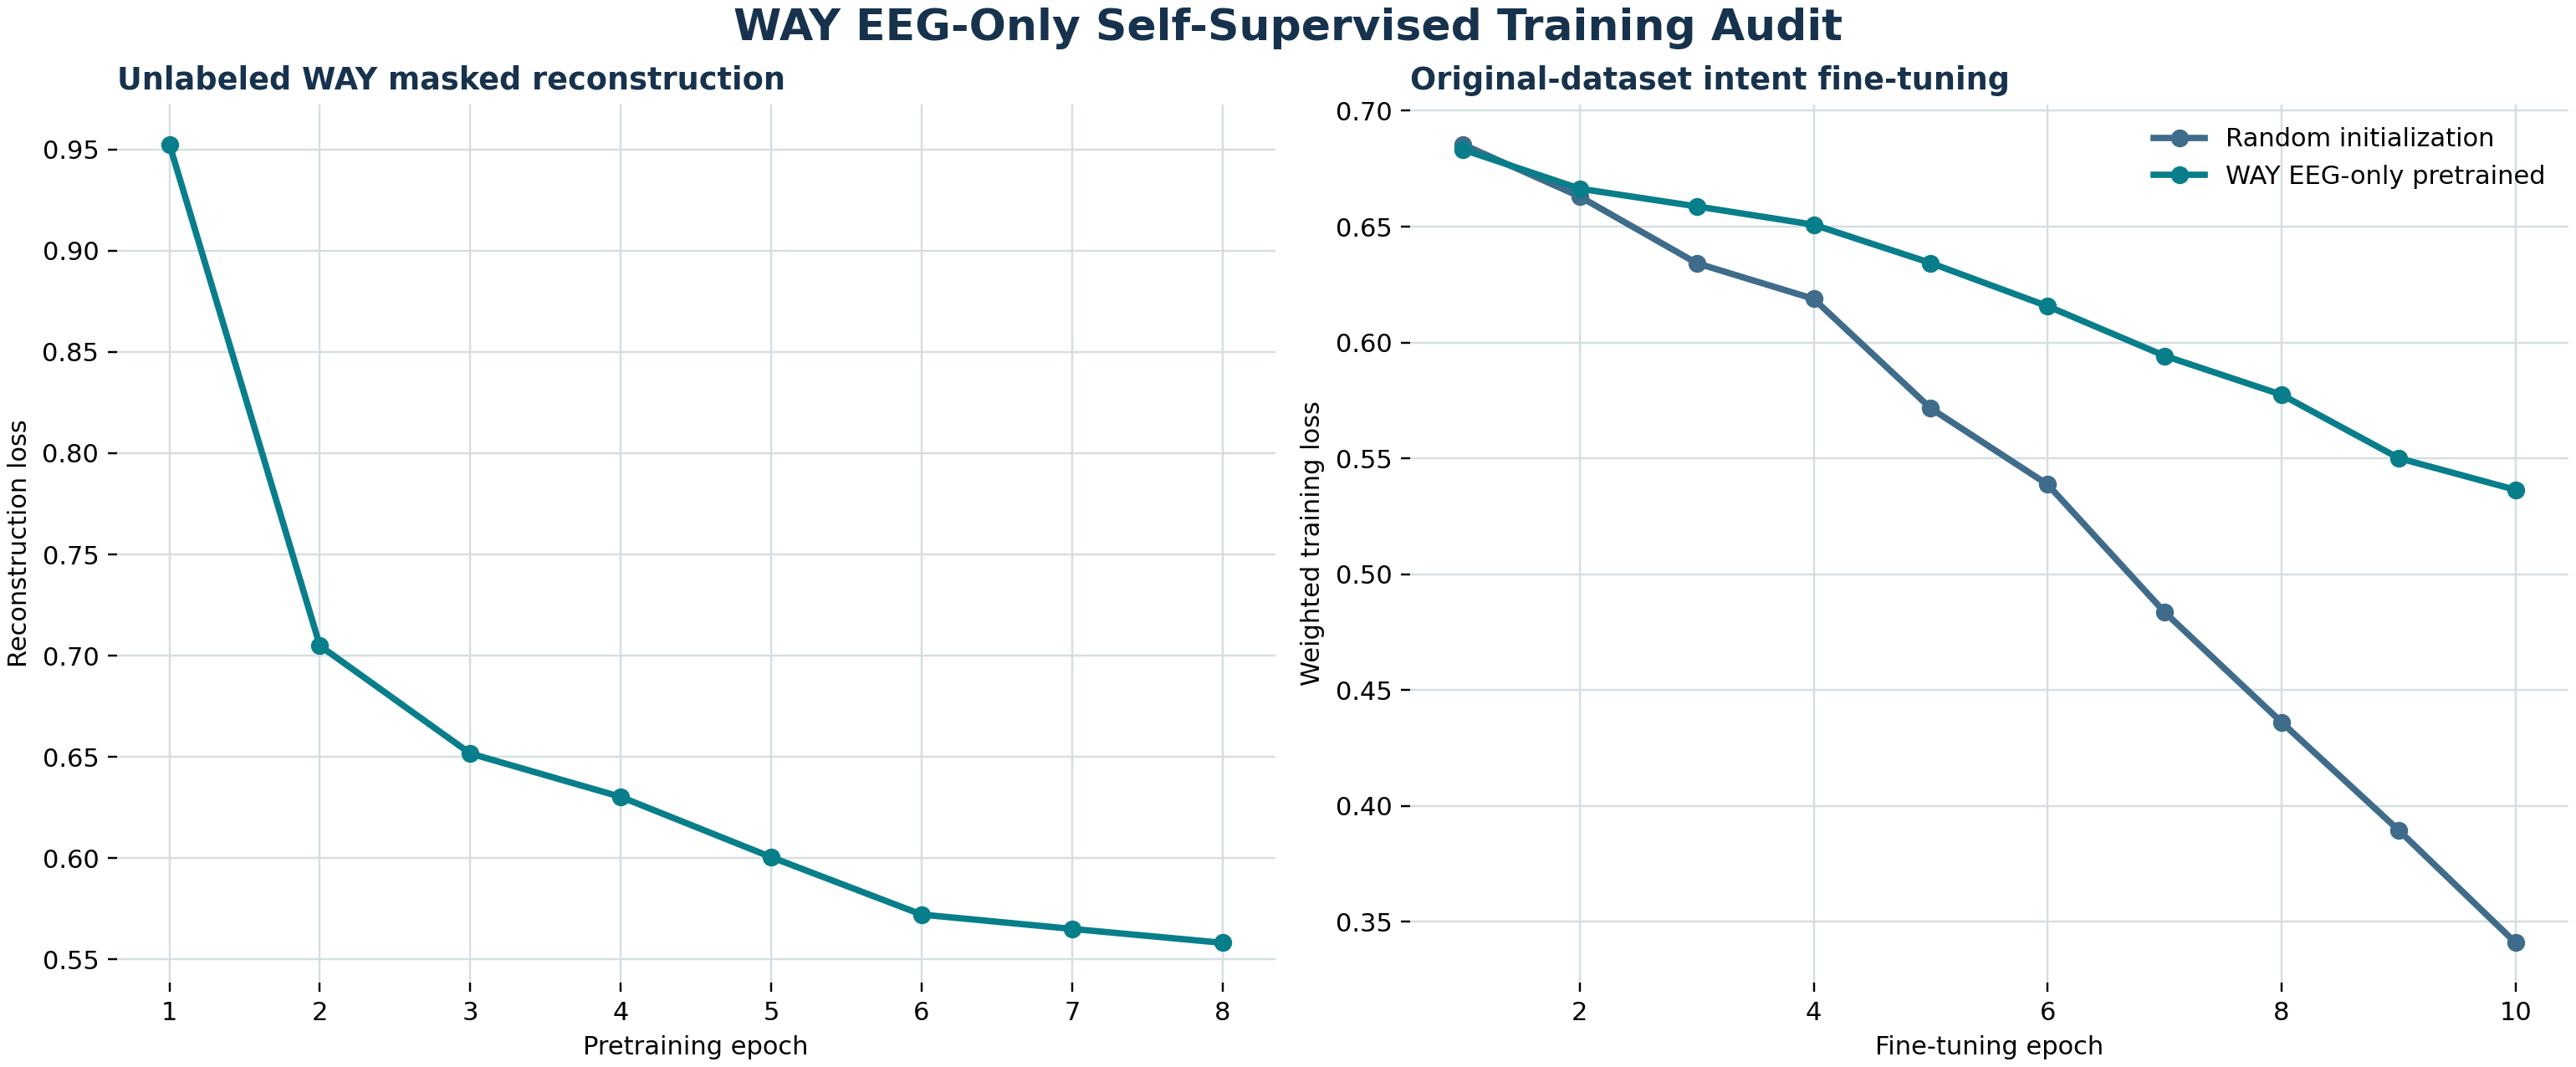 WAY EEG-Only Self-Supervised Training Audit
Unlabeled WAY masked reconstruction
Reconstruction loss
0.95
0.90
0.85
0.80
0.75
0.70
0.65
0.60
0.55
1 2 3 4 5 6 7 8
Pretraining epoch
Original-dataset intent fine-tuning
Random initialization
WAY EEG-only pretrained
Weighted training loss
0.70
0.65
0.60
0.55
0.50
0.45
0.40
0.35
2 4 6 8 10
Fine-tuning epoch